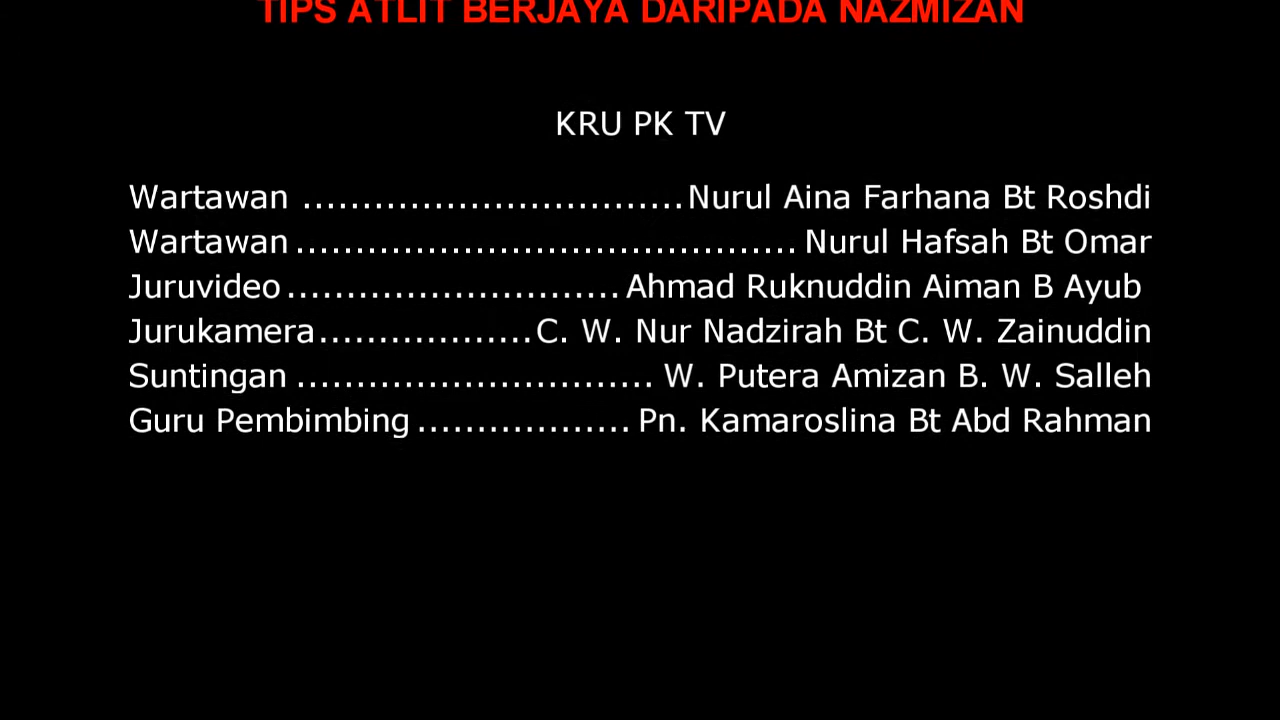 TIPS ATLIT BERJAYA DARIPADA NAZMIZAN
KRU PK TV
Wartawan ................................Nurul Aina Farhana Bt Roshdi
Wartawan.......................................... Nurul Hafsah Bt Omar
Juruvideo............................Ahmad Ruknuddin Aiman B Ayub
Jurukamera..................C. W. Nur Nadzirah Bt C. W. Zainuddin
Suntingan .............................. W. Putera Amizan B. W. Salleh
Guru Pembimbing.................. Pn. Kamaroslina Bt Abd Rahman